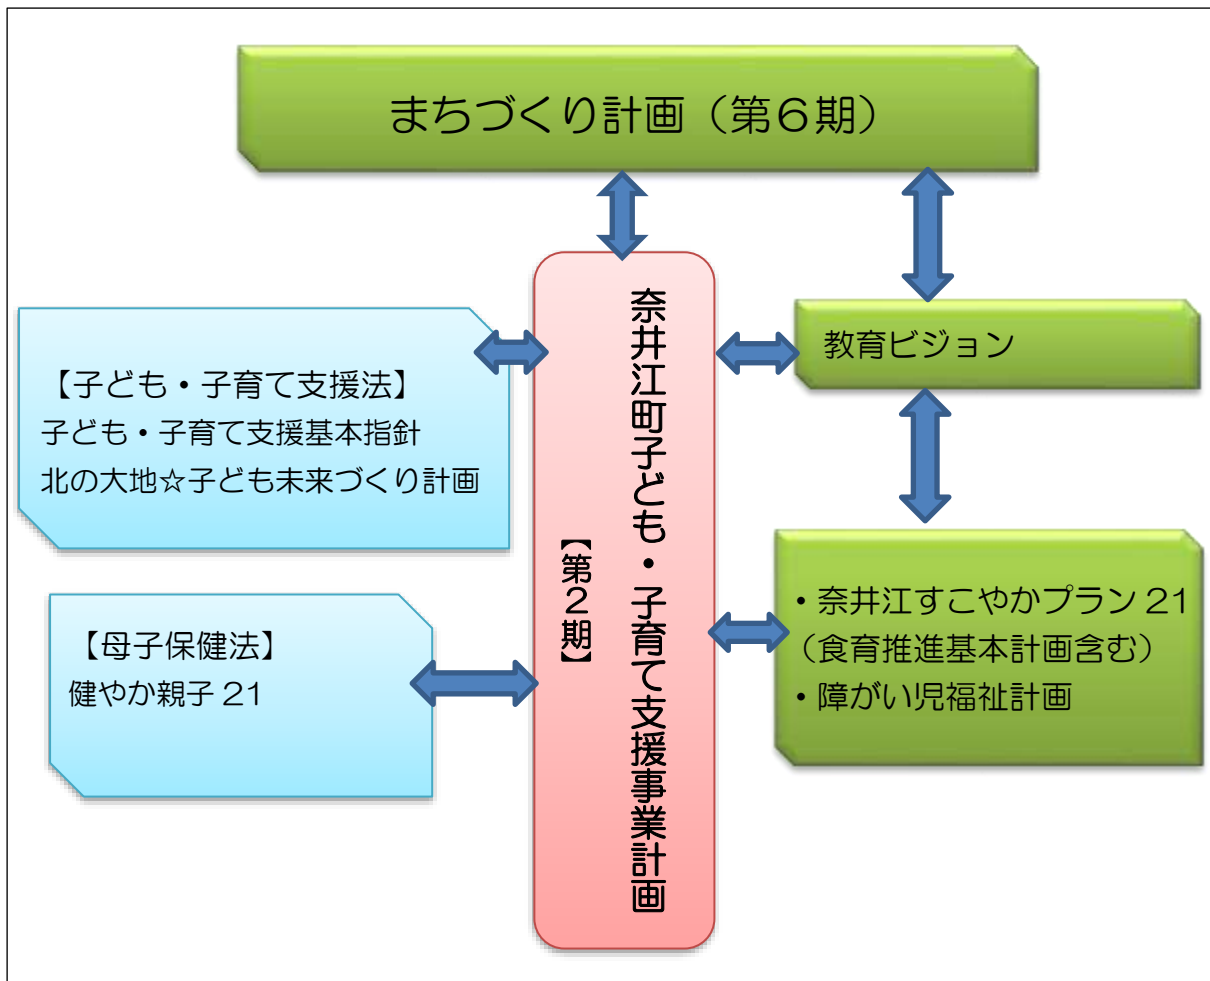 まちづくり計画（第６期）
【子ども・子育て支援法】
子ども・子育て支援基本指針
北の大地☆子ども未来づくり計画
【母子保健法】
健やか親子 21
奈井江町子ども・子育て支援事業計画
【第２期】
教育ビジョン
・奈井江すこやかプラン 21
（食育推進基本計画含む）
・障がい児福祉計画